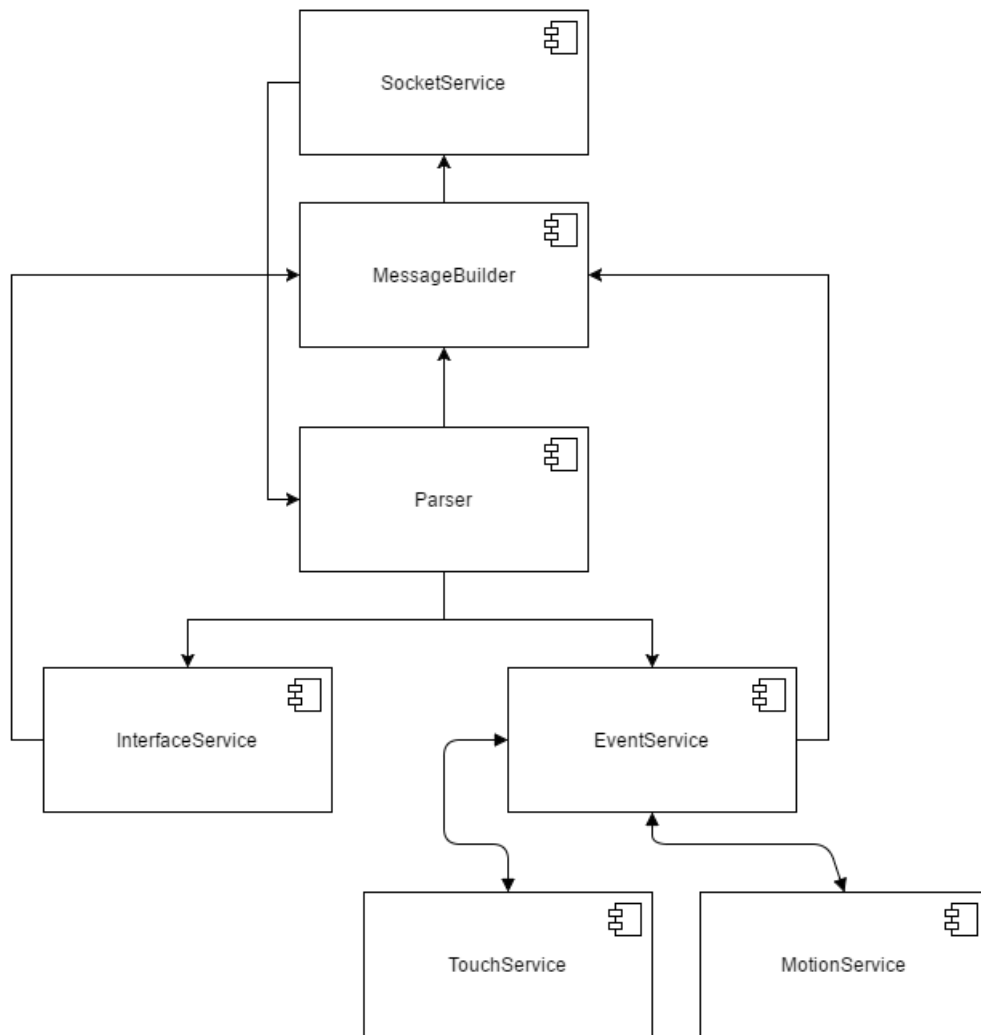 SocketService
MessageBuilder
Parser
InterfaceService
EventService
TouchService
MotionService